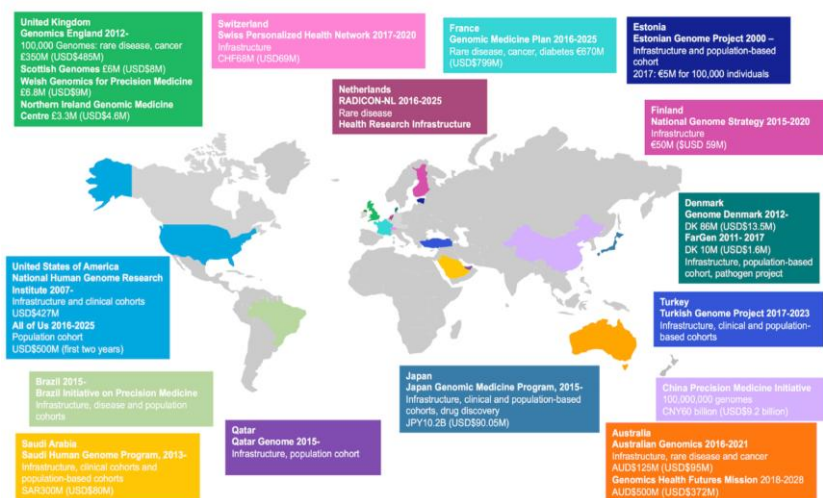 United Kingdom
Genomics England 2012-
100,000 Genomes: rare disease, cancer
£350M (USD$485M)
Scottish Genomes £6M (USD$8M)
Welsh Genomics for Precision Medicine
£6.8M (USD$9M)
Northern Ireland Genomic Medicine
Centre £3.3M (USD$4.6M)
Switzerland
Swiss Personalized Health Network 2017-2020
Infrastructure
CHF68M (USD69M)
France
Genomic Medicine Plan 2016-2025
Rare disease, cancer, diabetes €670M
(USD$799M)
Estonia
Estonian Genome Project 2000 –
Infrastructure and population-based
cohort
2017: €5M for 100,000 individuals
Netherlands
RADICON-NL 2016-2025
Rare disease
Health Research Infrastructure
Finland
National Genome Strategy 2015-2020
Infrastructure
€50M ($USD 59M)
Denmark
Genome Denmark 2012-
DK 86M (USD$13.5M)
FarGen 2011- 2017
DK 10M (USD$1.6M)
Infrastructure, population-based
cohort, pathogen project
United States of America
National Human Genome Research
Institute 2007-
Infrastructure and clinical cohorts
USD$427M
All of Us 2016-2025
Population cohort
USD$500M (first two years)
Turkey
Turkish Genome Project 2017-2023
Infrastructure, clinical and population-
based cohorts
Brazil 2015-
Brazil Initiative on Precision Medicine
Infrastructure, disease and population
cohorts
Japan
Japan Genomic Medicine Program, 2015-
Infrastructure, clinical and population-based
cohorts, drug discovery
JPY10.2B (USD$90.05M)
China Precision Medicine Initiative
100,000,000 genomes
CNY60 billion (USD$9.2 billion)
Saudi Arabia
Saudi Human Genome Program, 2013-
Infrastructure, clinical cohorts and
population-based cohorts
SAR300M (USD$80M)
Qatar
Qatar Genome 2015-
Infrastructure, population cohort
Australia
Australian Genomics 2016-2021
Infrastructure, rare disease and cancer
AUD$125M (USD$95M)
Genomics Health Futures Mission 2018-2028
AUD$500M (USD$372M)